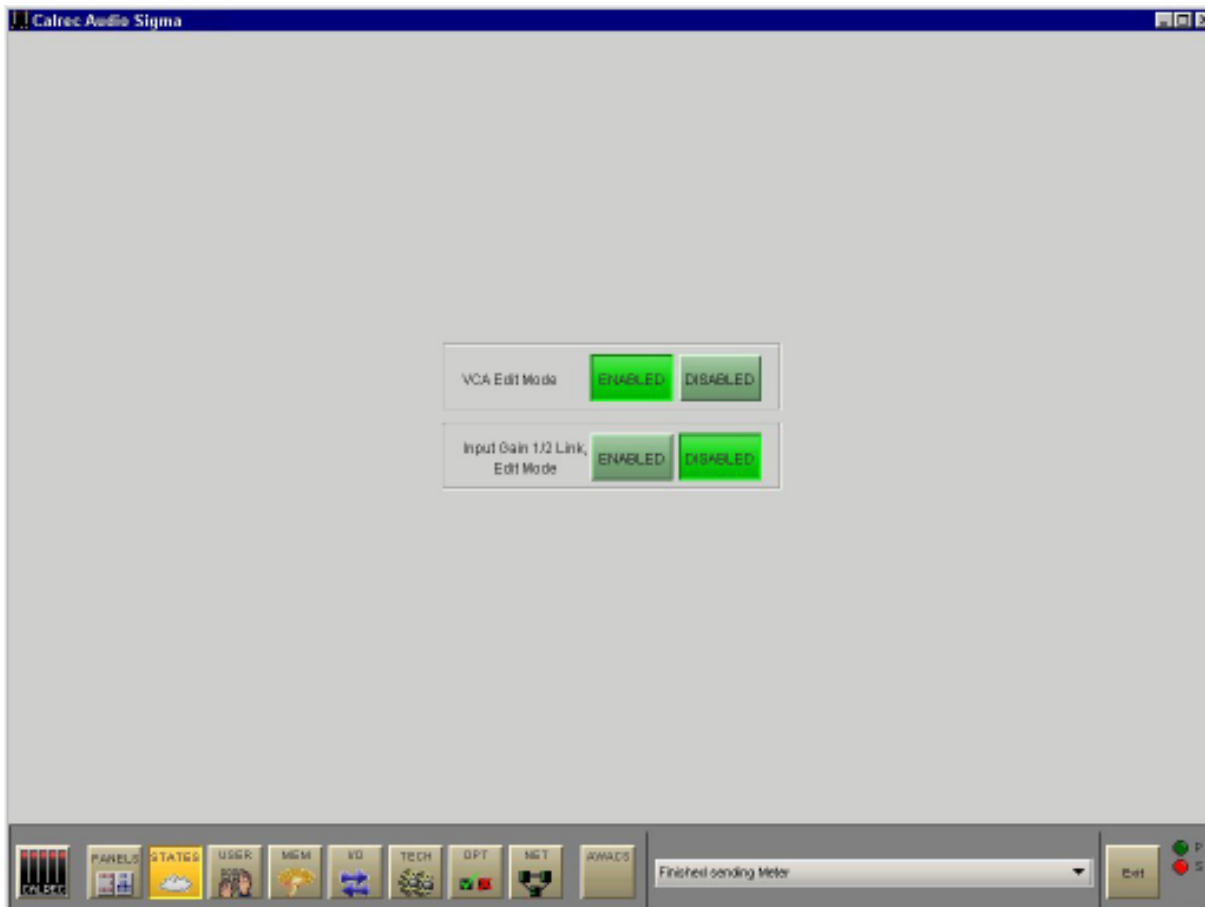 Calrec Audio Sigma
VCA Edit Mode ENABLED DISABLED
Input Gain 1/2 Link,
Edit Mode ENABLED DISABLED
CALREC PANELS STATES USER MEM I/O TECH OPT NET AWACS
Finished sending Meter
Exit
P
S